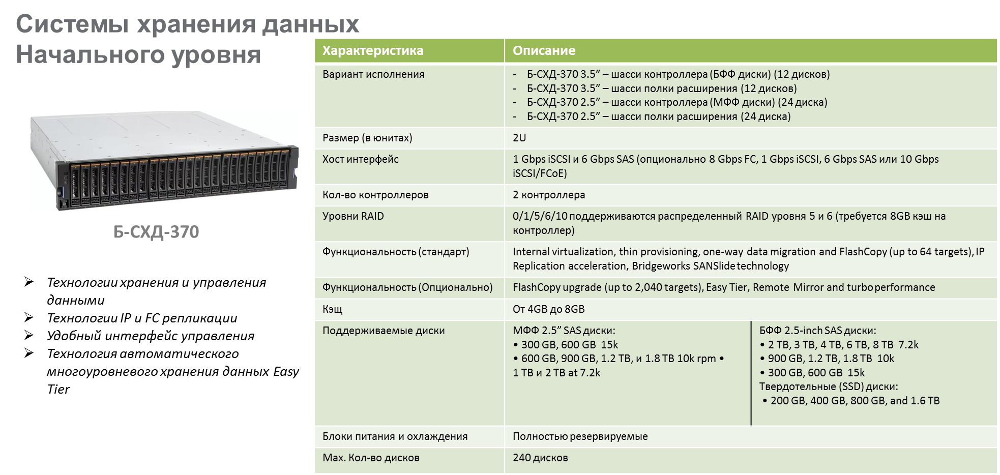 Системы хранения данных
Начального уровня
Б-СХД-370
➢ Технологии хранения и управления
данными
➢ Технологии IP и FC репликации
➢ Удобный интерфейс управления
➢ Технология автоматического
многоуровневого хранения данных Easy
Tier
Характеристика Описание
Вариант исполнения - Б-СХД-370 3.5” – шасси контроллера (БФФ диски) (12 дисков)
- Б-СХД-370 3.5” – шасси полки расширения (12 дисков)
- Б-СХД-370 2.5” – шасси контроллера (МФФ диски) (24 диска)
- Б-СХД-370 2.5” – шасси полки расширения (24 диска)
Размер (в юнитах) 2U
Хост интерфейс 1 Gbps iSCSI и 6 Gbps SAS (опционально 8 Gbps FC, 1 Gbps iSCSI, 6 Gbps SAS или 10 Gbps
iSCSI/FCoE)
Кол-во контроллеров 2 контроллера
Уровни RAID 0/1/5/6/10 поддерживаются распределенный RAID уровня 5 и 6 (требуется 8GB кэш на
контроллер)
Функциональность (стандарт) Internal virtualization, thin provisioning, one-way data migration and FlashCopy (up to 64 targets), IP
Replication acceleration, Bridgeworks SANSlide technology
Функциональность (Опционально) FlashCopy upgrade (up to 2,040 targets), Easy Tier, Remote Mirror and turbo performance
Кэщ От 4GB до 8GB
Поддерживаемые диски МФФ 2.5” SAS диски:
• 300 GB, 600 GB 15k
• 600 GB, 900 GB, 1.2 TB, и 1.8 TB 10k rpm •
1 TB и 2 TB at 7.2k
БФФ 2.5-inch SAS диски:
• 2 TB, 3 TB, 4 TB, 6 TB, 8 TB 7.2k
• 900 GB, 1.2 TB, 1.8 TB 10k
• 300 GB, 600 GB 15k
Твердотельные (SSD) диски:
• 200 GB, 400 GB, 800 GB, and 1.6 TB
Блоки питания и охлаждения Полностью резервируемые
Max. Кол-во дисков 240 дисков